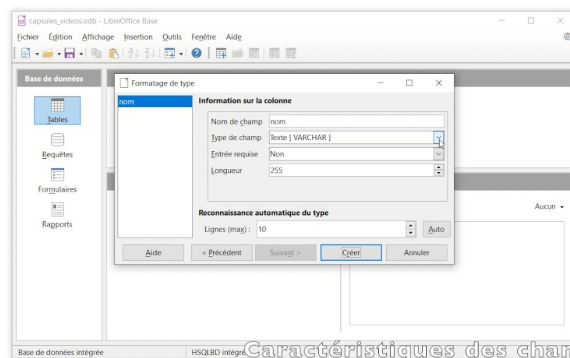 capsules_videos.odb - LibreOffice Base
Fichier Édition Affichage Insertion Outils Fenêtre Aide
Base de données
Tables
Requêtes
Formulaires
Rapports
Formatage de type
nom
Information sur la colonne
Nom de champ nom
Type de champ Texte [ VARCHAR ]
Entrée requise Non
Longueur 255
Reconnaissance automatique du type
Lignes (max) : 10 Auto
Aide < Précédent Suivant > Créer Annuler
Aucun
Base de données intégrée HSQLBD intégré
Caractéristiques des cham